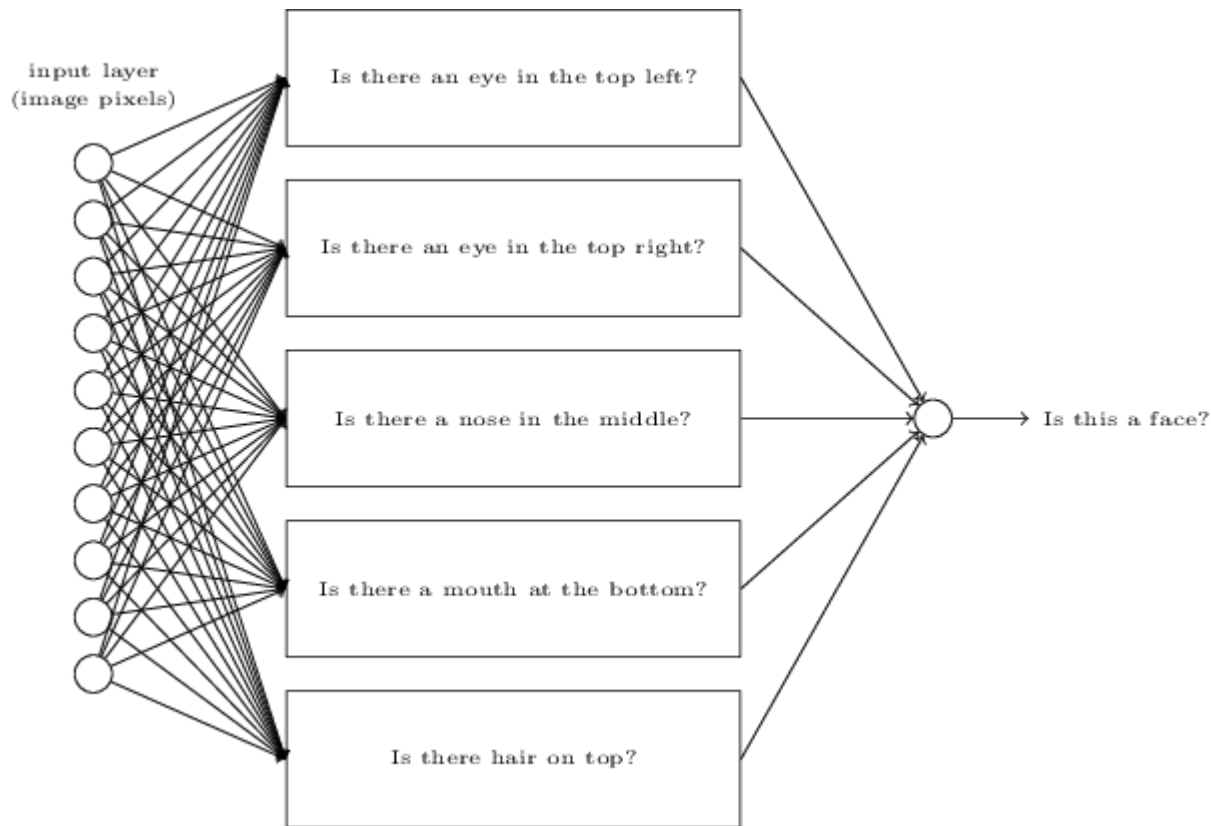 input layer
(image pixels)
Is there an eye in the top left?
Is there an eye in the top right?
Is there a nose in the middle?
Is this a face?
Is there a mouth at the bottom?
Is there hair on top?